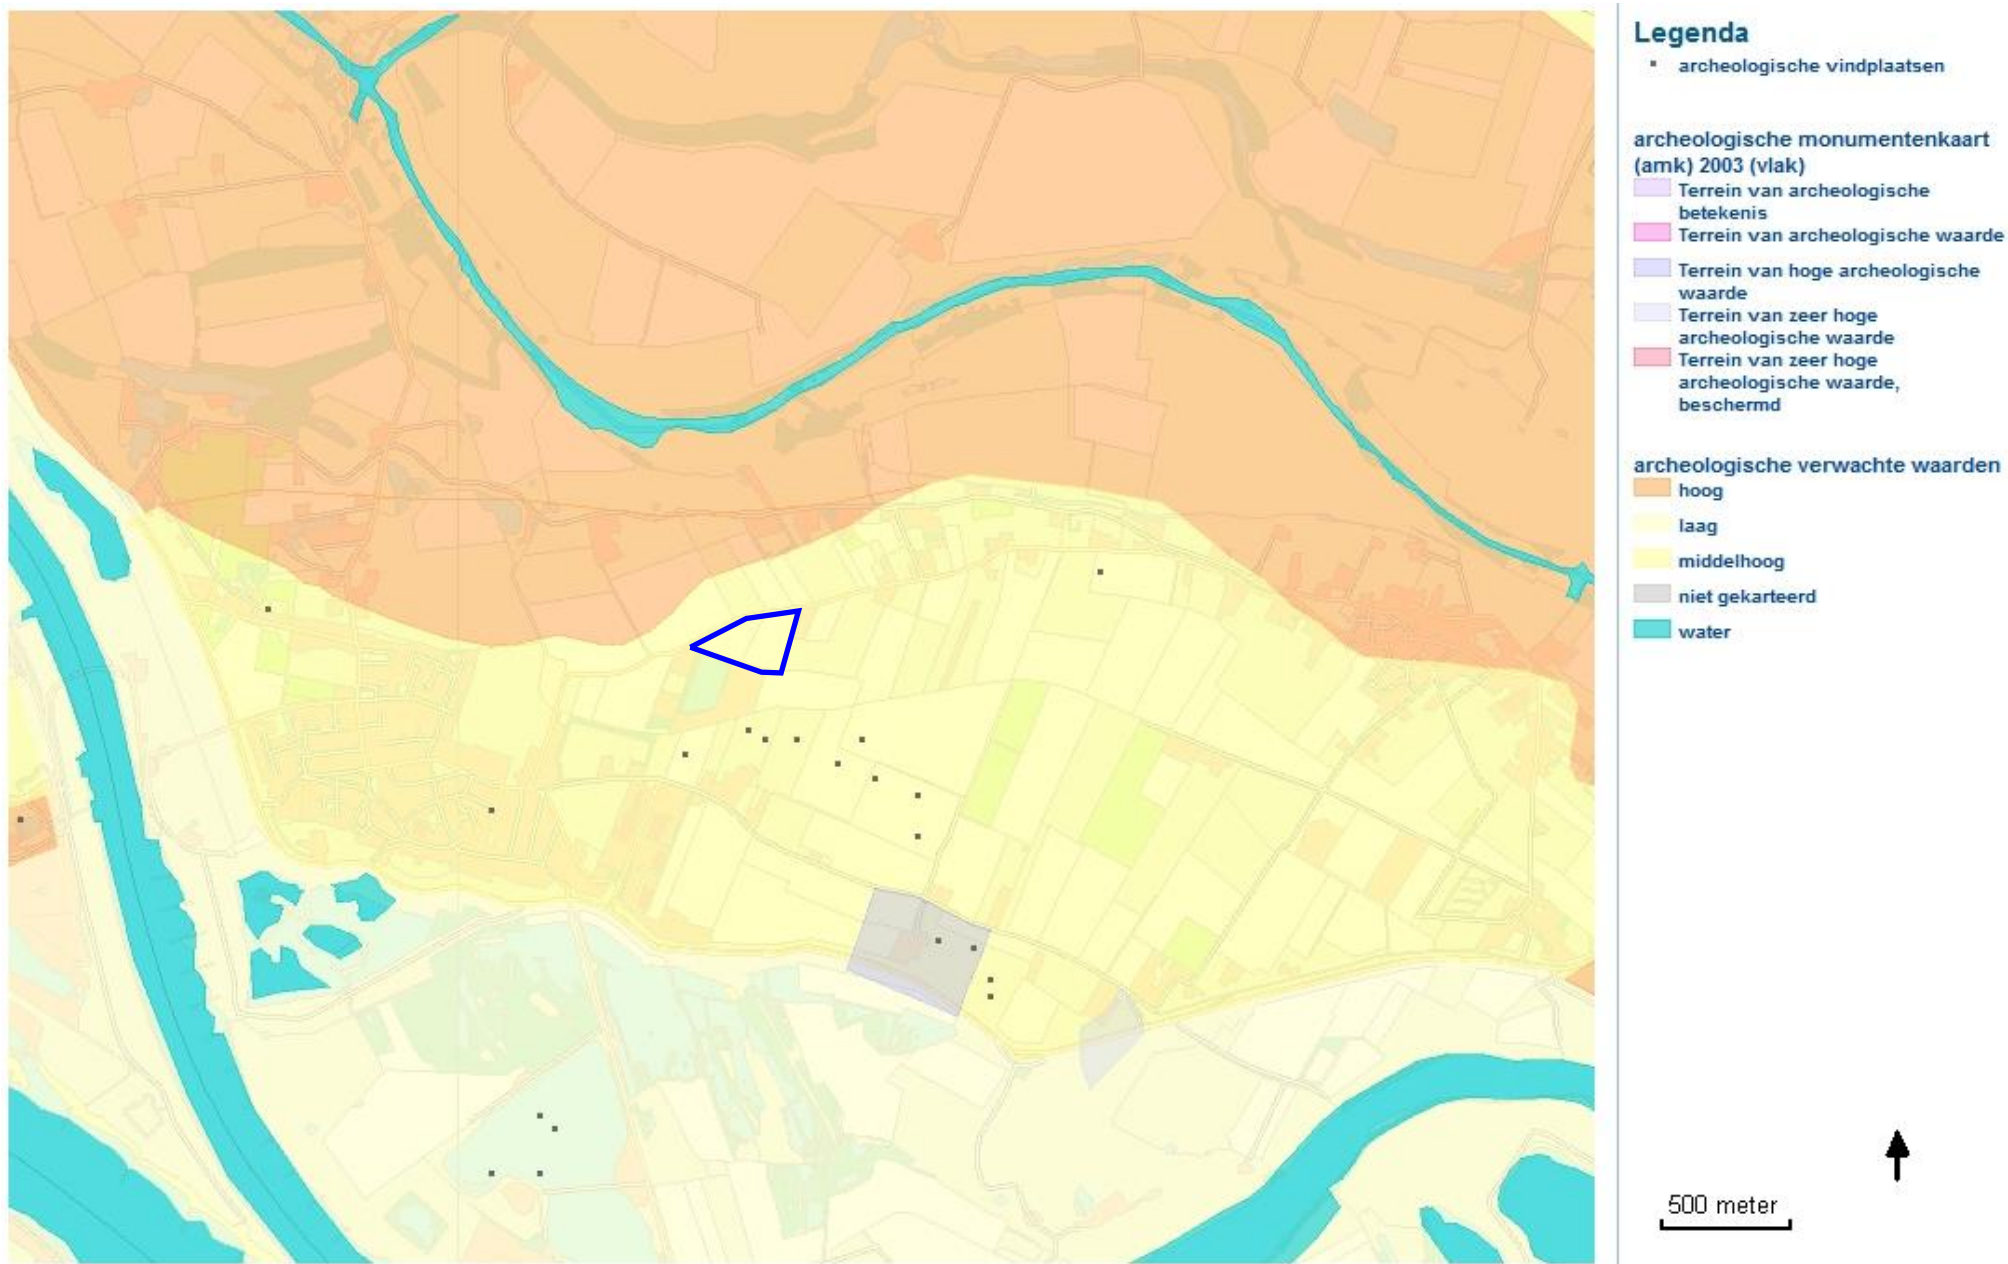 Legenda
archeologische vindplaatsen
archeologische monumentenkaart
(amk) 2003 (vlak)
Terrein van archeologische
betekenis
Terrein van archeologische waarde
Terrein van hoge archeologische
waarde
Terrein van zeer hoge
archeologische waarde
Terrein van zeer hoge
archeologische waarde,
beschermd
archeologische verwachte waarden
hoog
laag
middelhoog
niet gekarteerd
water
500 meter